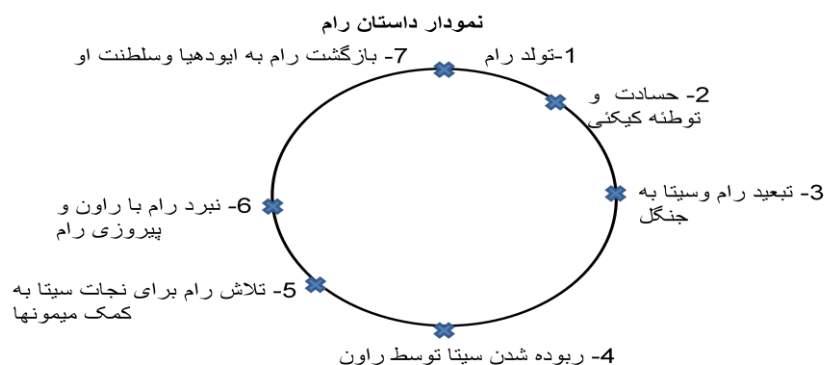 نمودار داستان رام
1-تولد رام
2- حسادت و
توطئه کیکئی
3- تبعید رام وسیتا به
جنگل
4- ربوده شدن سیتا توسط راون
5- تلاش رام برای نجات سیتا به
کمک میمونها
6- نبرد رام با راون و
پیروزی رام
7- بازگشت رام به ایودهیا وسلطنت او